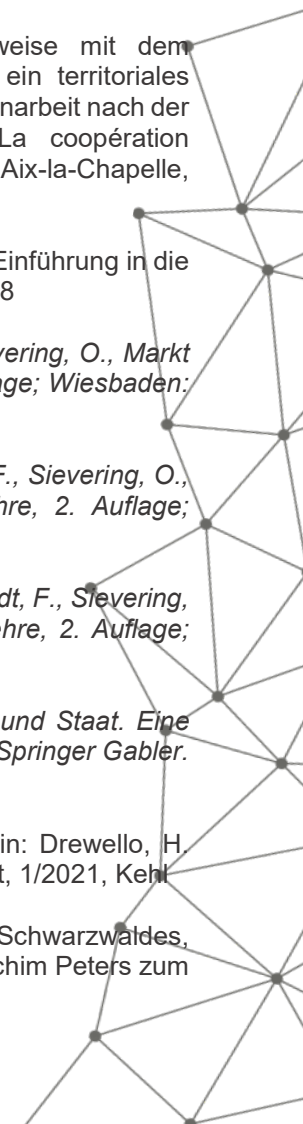 weise mit dem
ein territoriales
narbeit nach der
La coopération
Aix-la-Chapelle,
Einführung in die
8
vering, O., Markt
age; Wiesbaden:
F., Sievering, O.,
hre, 2. Auflage;
dt, F., Sievering,
ehre, 2. Auflage;
und Staat. Eine
Springer Gabler.
in: Drewello, H.
t, 1/2021, Kehl
Schwarzwaldes,
chim Peters zum